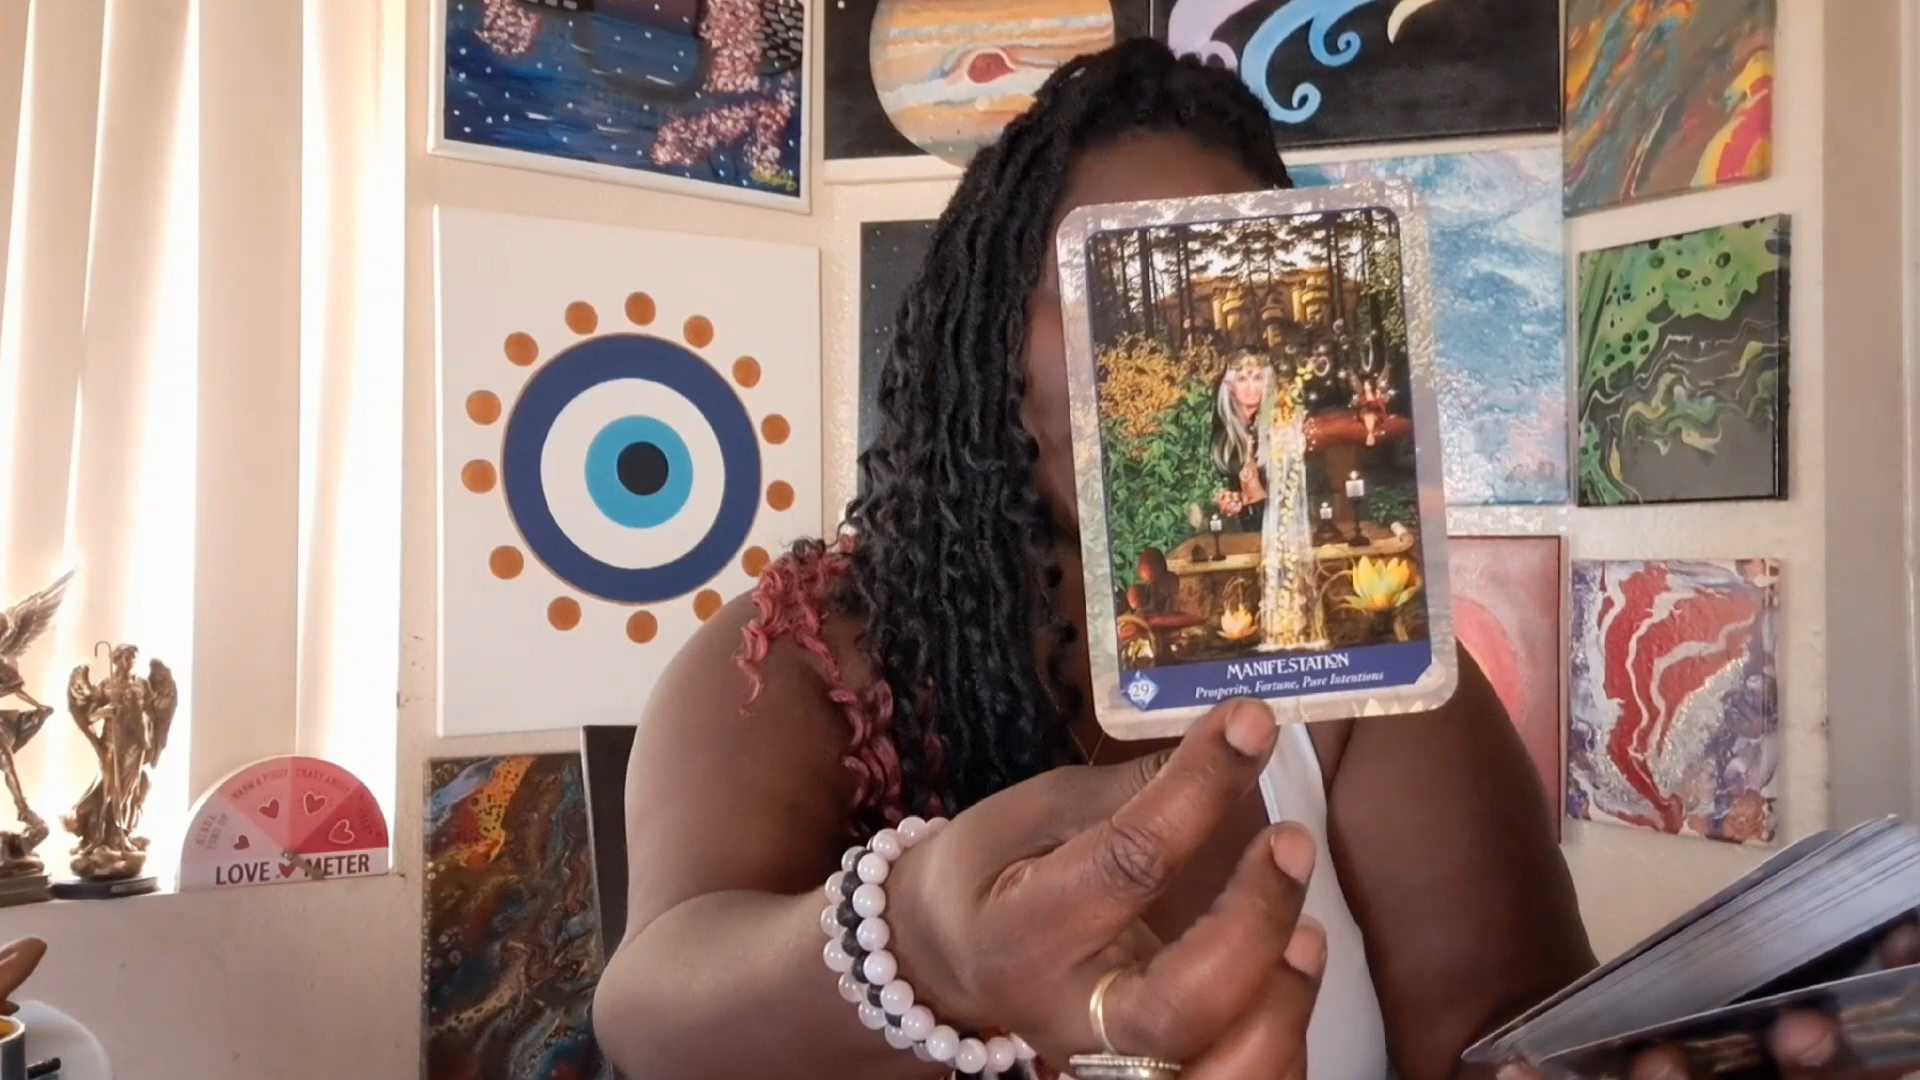 MANIFESTATION
29
Prosperity, Fortune, Pure Intentions
LOVE METER